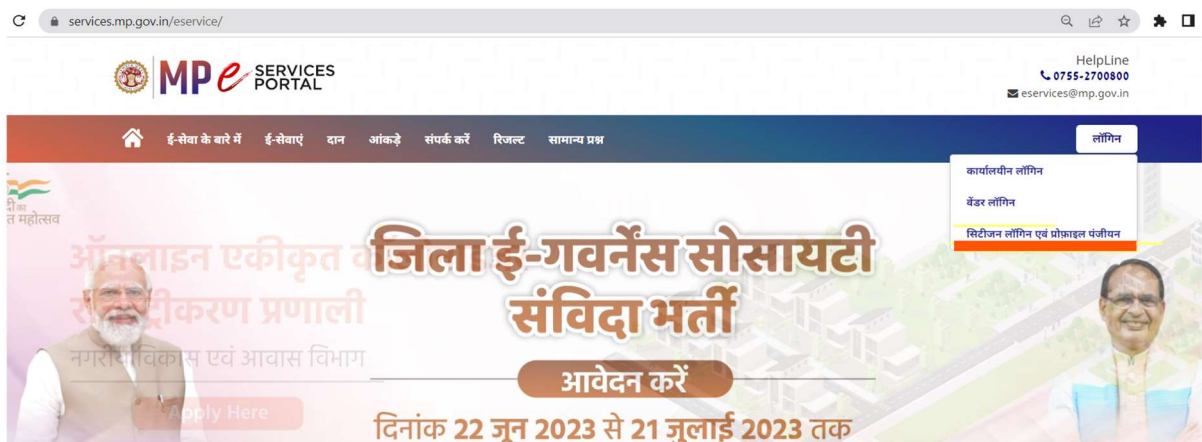 services.mp.gov.in/eservice/
MP e SERVICES
PORTAL
HelpLine
0755-2700800
eservices@mp.gov.in
ई-सेवा के बारे में ई-सेवाएं दान आंकड़े संपर्क करें रिजल्ट सामान्य प्रश्न लॉगिन
कार्यालयीन लॉगिन
वेंडर लॉगिन
सिटीजन लॉगिन एवं प्रोफ़ाइल पंजीयन
महोत्सव
जिला ई-गवर्नेंस सोसायटी
संविदा भर्ती
ऑनलाइन एकीकृत
प्रणाली
नगरीय विकास एवं आवास विभाग
आवेदन करें
Apply Here
दिनांक 22 जून 2023 से 21 जुलाई 2023 तक